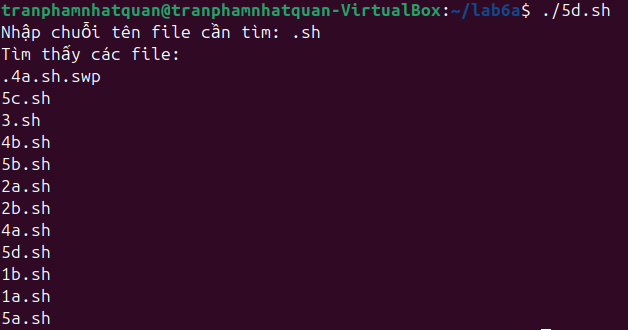 tranphamnhatquan@tranphamnhatquan-VirtualBox:~/lab6a$ ./5d.sh
Nhập chuỗi tên file cần tìm: .sh
Tìm thấy các file:
.4a.sh.swp
5c.sh
3.sh
4b.sh
5b.sh
2a.sh
2b.sh
4a.sh
5d.sh
1b.sh
1a.sh
5a.sh